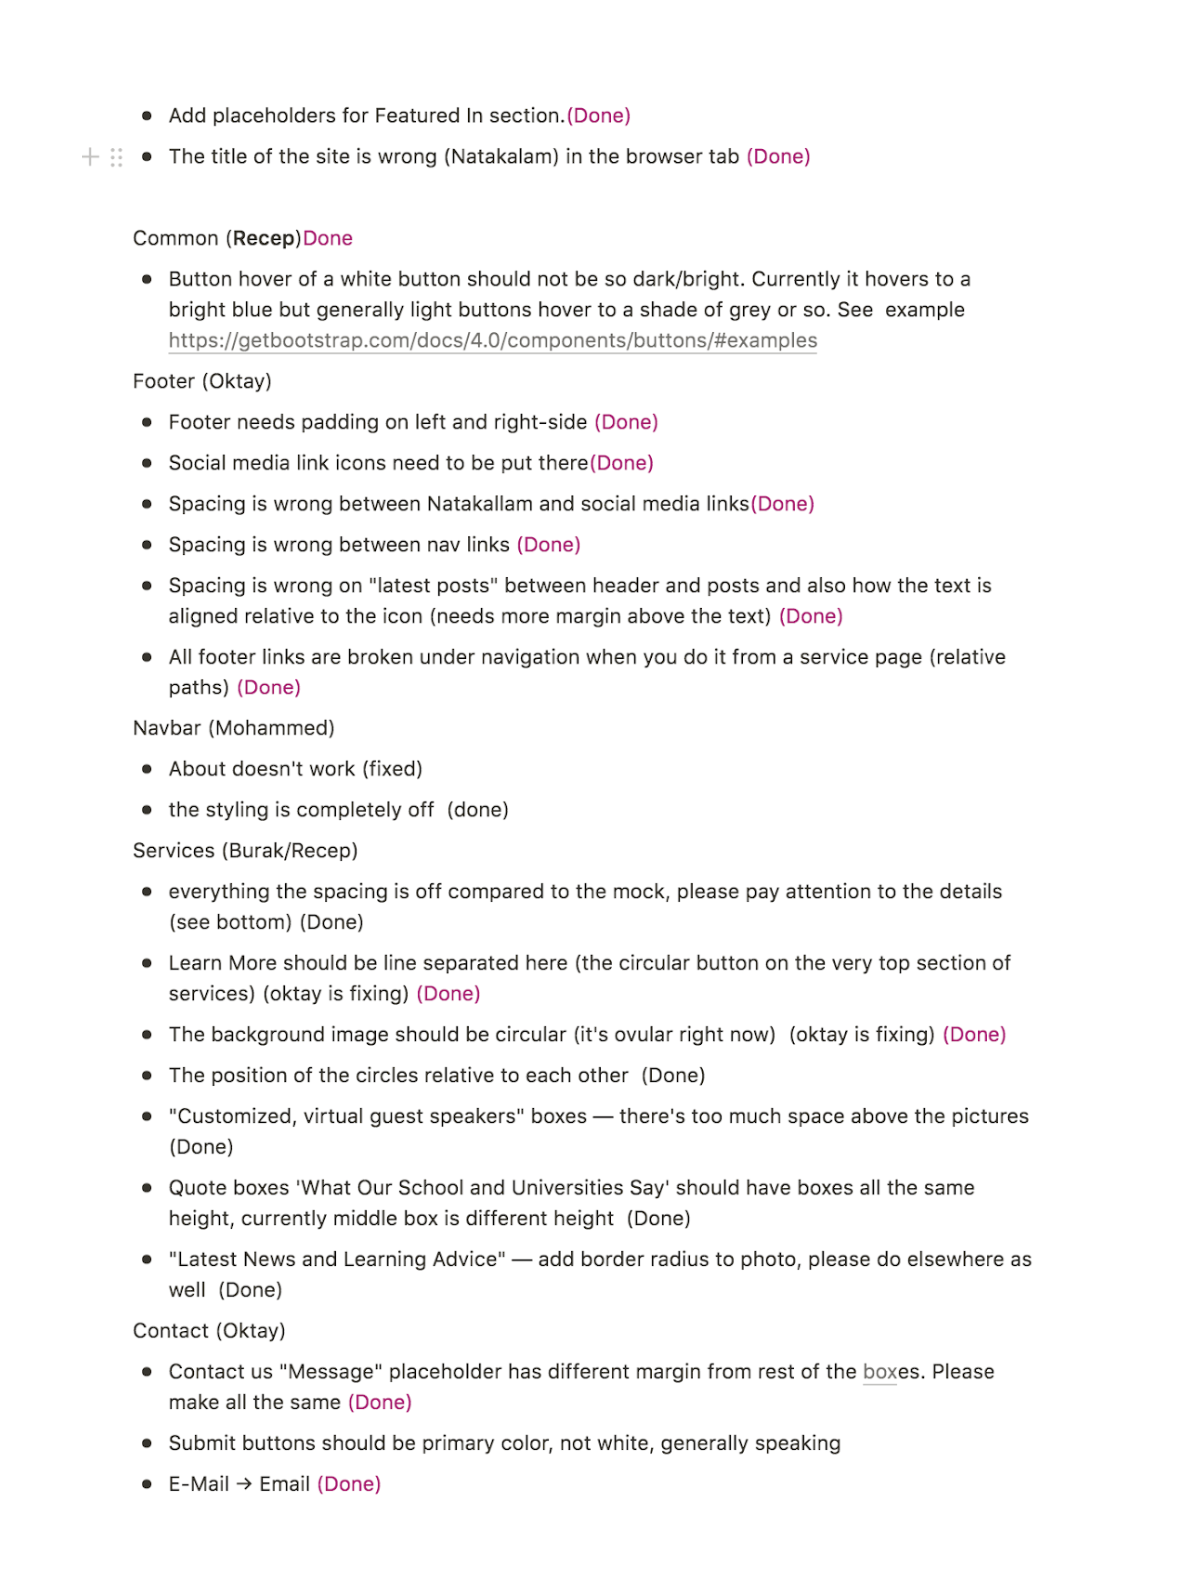 Add placeholders for Featured In section.(Done)
The title of the site is wrong (Natakalam) in the browser tab (Done)
Common (Recep)Done
Button hover of a white button should not be so dark/bright. Currently it hovers to a
bright blue but generally light buttons hover to a shade of grey or so. See  example
https://getbootstrap.com/docs/4.0/components/buttons/#examples
Footer (Oktay)
Footer needs padding on left and right-side (Done)
Social media link icons need to be put there(Done)
Spacing is wrong between Natakallam and social media links(Done)
Spacing is wrong between nav links (Done)
Spacing is wrong on "latest posts" between header and posts and also how the text is
aligned relative to the icon (needs more margin above the text) (Done)
All footer links are broken under navigation when you do it from a service page (relative
paths) (Done)
Navbar (Mohammed)
About doesn't work (fixed)
the styling is completely off  (done)
Services (Burak/Recep)
everything the spacing is off compared to the mock, please pay attention to the details
(see bottom) (Done)
Learn More should be line separated here (the circular button on the very top section of
services) (oktay is fixing) (Done)
The background image should be circular (it's ovular right now)  (oktay is fixing) (Done)
The position of the circles relative to each other  (Done)
"Customized, virtual guest speakers" boxes — there's too much space above the pictures
(Done)
Quote boxes 'What Our School and Universities Say' should have boxes all the same
height, currently middle box is different height  (Done)
"Latest News and Learning Advice" — add border radius to photo, please do elsewhere as
well  (Done)
Contact (Oktay)
Contact us "Message" placeholder has different margin from rest of the boxes. Please
make all the same (Done)
Submit buttons should be primary color, not white, generally speaking
E-Mail → Email (Done)